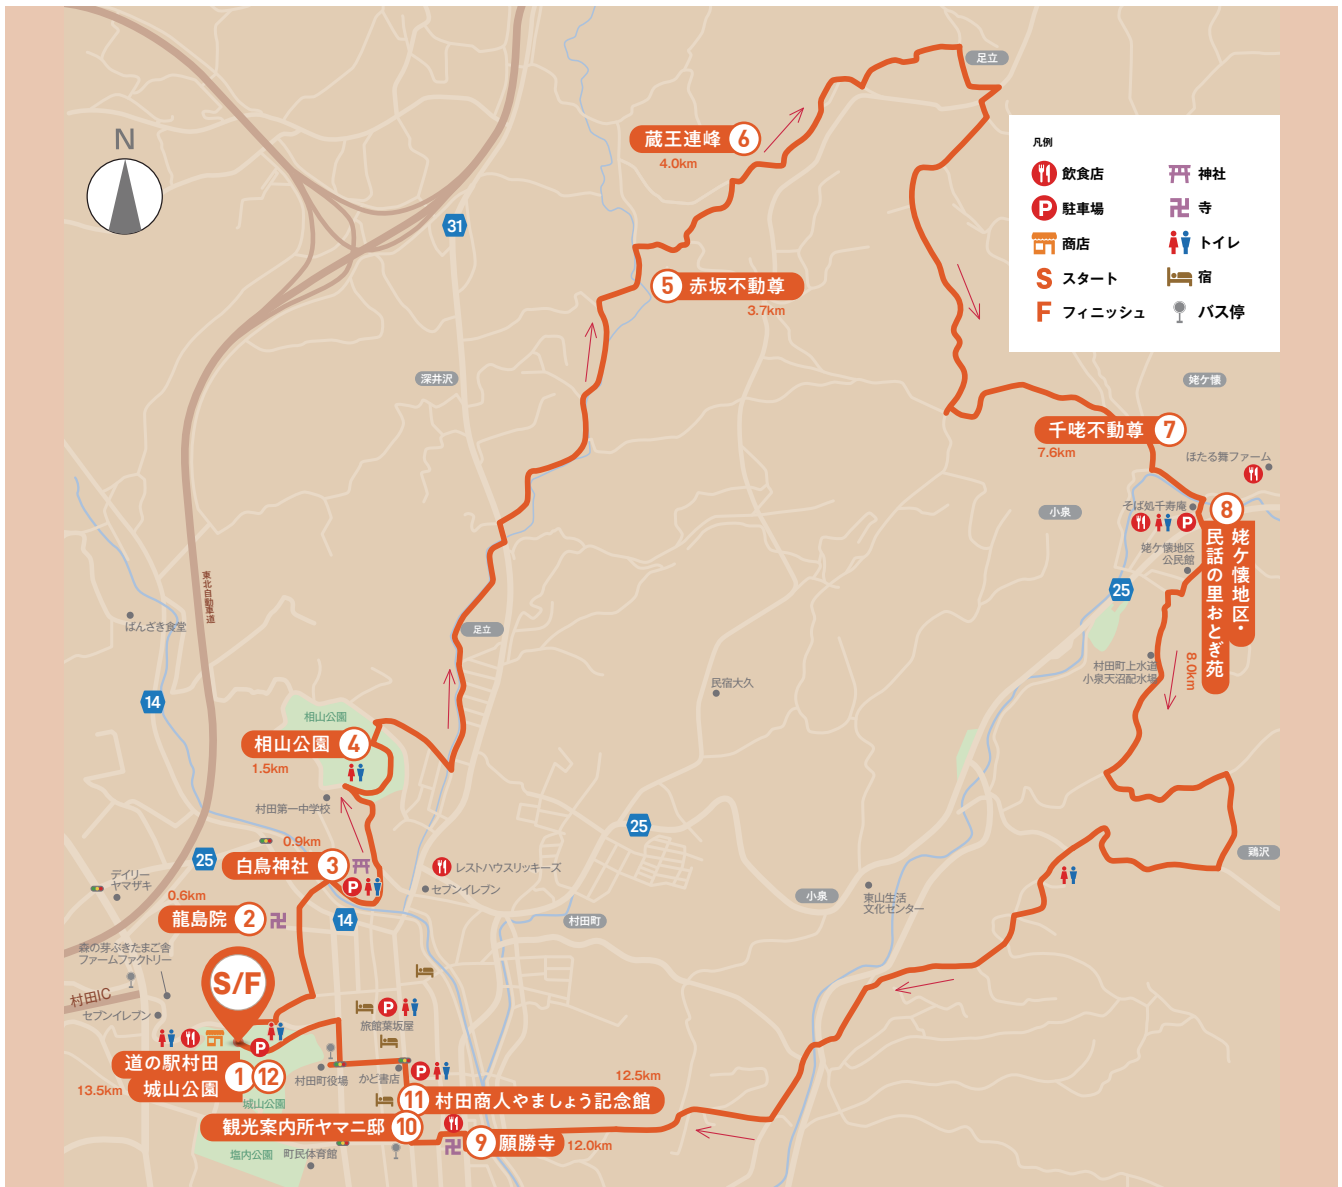 足立
N
蔵王連峰 6
4.0km
凡例
飲食店
神社
P 駐車場
寺
商店
トイレ
S スタート
宿
F フィニッシュ
バス停
31
5 赤坂不動尊
3.7km
深井沢
姥ケ懐
千咾不動尊 7
7.6km
ほたる舞ファーム
そば処千寿庵
P
小泉
8
姥ケ懐地区・
民話の里おとぎ苑
8.0km
姥ケ懐地区
公民館
25
東北自動車道
ばんざき食堂
足立
村田町上水道
小泉天沼配水場
民宿大久
14
相山公園
相山公園 4
1.5km
村田第一中学校
25
0.9km
25
白鳥神社 3
P
レストハウスリッキーズ
セブンイレブン
デイリー
ヤマザキ
0.6km
龍島院 2
14
村田町
小泉
東山生活
文化センター
鶏沢
森の芽ぶきたまご舎
ファームファクトリー
S/F
村田IC
セブンイレブン
P
旅館葉坂屋
P
道の駅村田
城山公園
1 12
13.5km
城山公園
村田町役場
かど書店
P
12.5km
11 村田商人やましょう記念館
観光案内所ヤマニ邸 10
9 願勝寺
12.0km
塩内公園
町民体育館